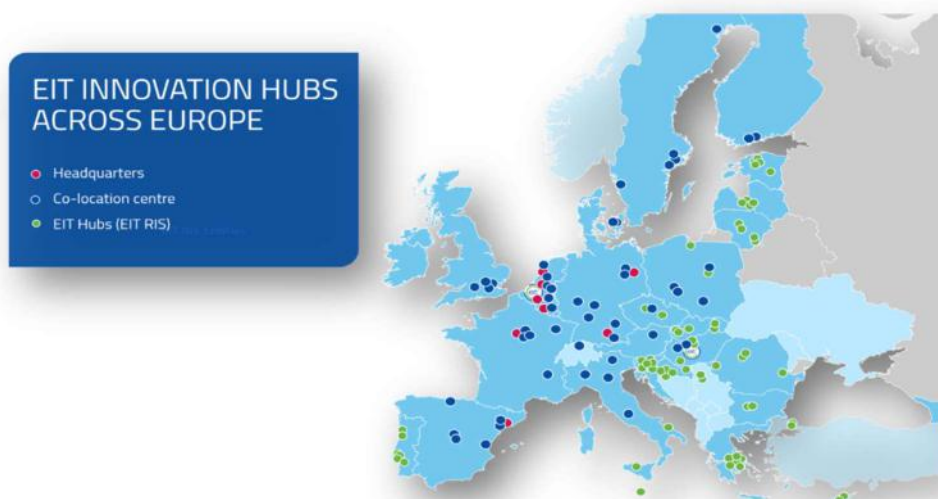 EIT INNOVATION HUBS
ACROSS EUROPE
Headquarters
Co-location centre
EIT Hubs (EIT RIS)